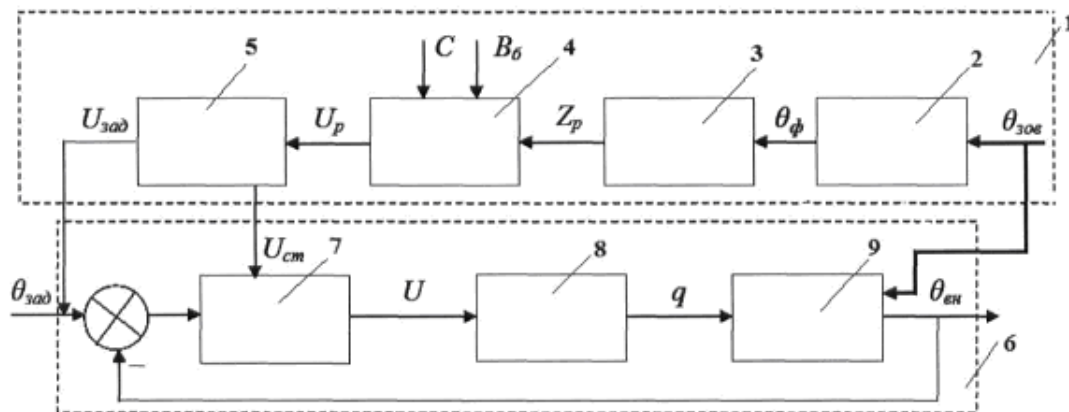 1
5
C
B_б
4
3
2
U_зад
U_р
Z_р
θ_ф
θ_зов
U_ст
7
8
9
θ_зад
U
q
θ_вн
6
–